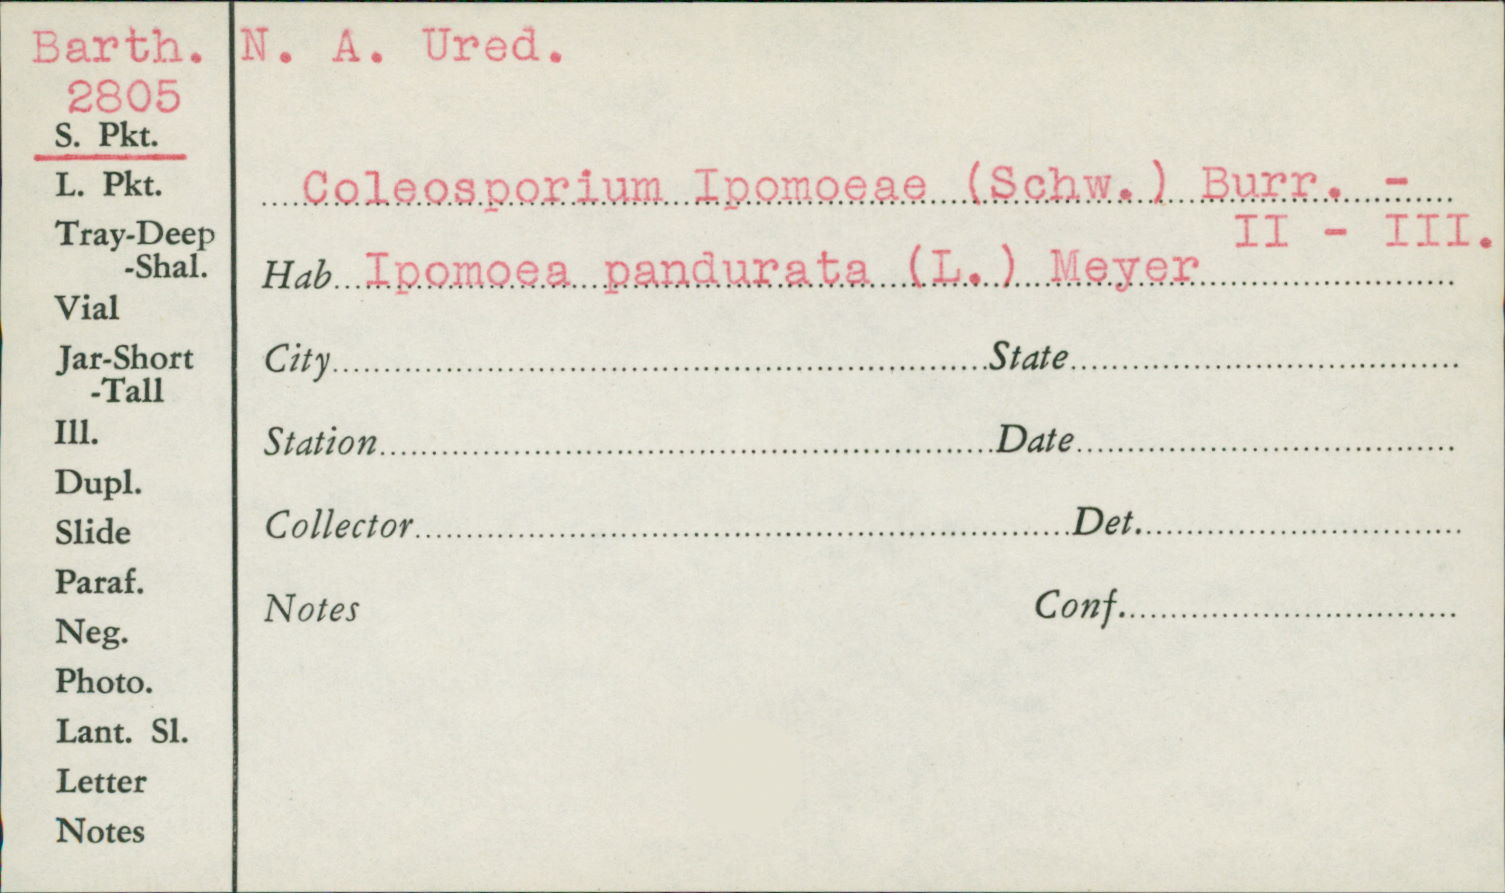 Barth. N. A. Ured.
2805
S. Pkt.
L. Pkt.
Tray-Deep
-Shal.
Vial
Jar-Short
-Tall
Ill.
Dupl.
Slide
Paraf.
Neg.
Photo.
Lant. Sl.
Letter
Notes
Coleosporium Ipomoeae (Schw.) Burr. -
II - III.
Hab...Ipomoea pandurata (L.) Meyer
City State
Station Date
Collector Det.
Notes Conf.